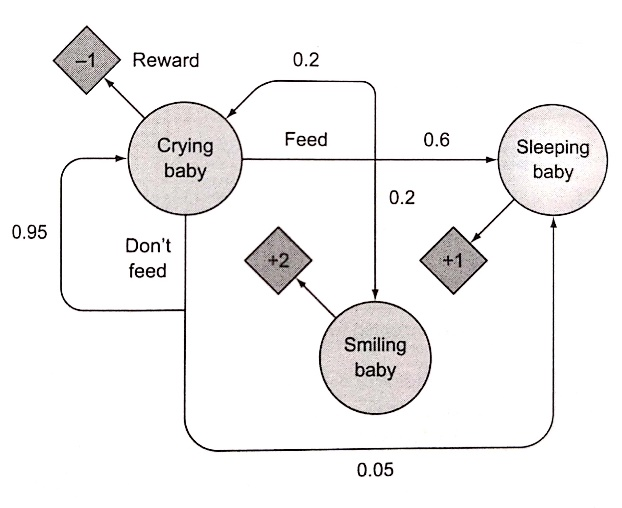 –1
Reward
0.2
Crying
baby
Feed
0.6
Sleeping
baby
0.2
0.95
Don't
feed
+2
+1
Smiling
baby
0.05